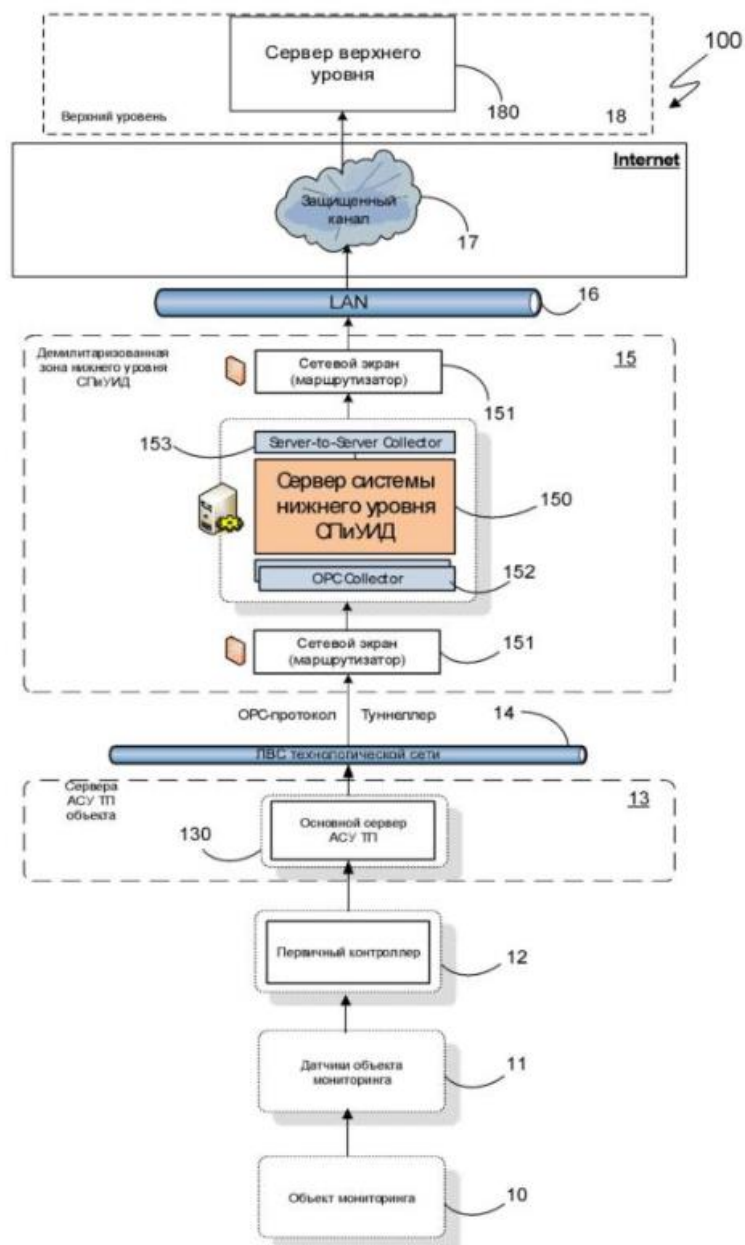 100
Сервер верхнего
уровня
180
Верхний уровень
18
Internet
Защищенный
канал
17
LAN
16
Демилитаризованная
зона нижнего уровня
СПиУИД
15
Сетевой экран
(маршрутизатор)
151
153
Server-to-Server Collector
Сервер системы
нижнего уровня
СПиУИД
150
OPC Collector
152
Сетевой экран
(маршрутизатор)
151
OPC-протокол
Туннеллер
14
ЛВС технологической сети
Сервера
АСУ ТП
объекта
13
130
Основной сервер
АСУ ТП
Первичный контроллер
12
Датчики объекта
мониторинга
11
Объект мониторинга
10